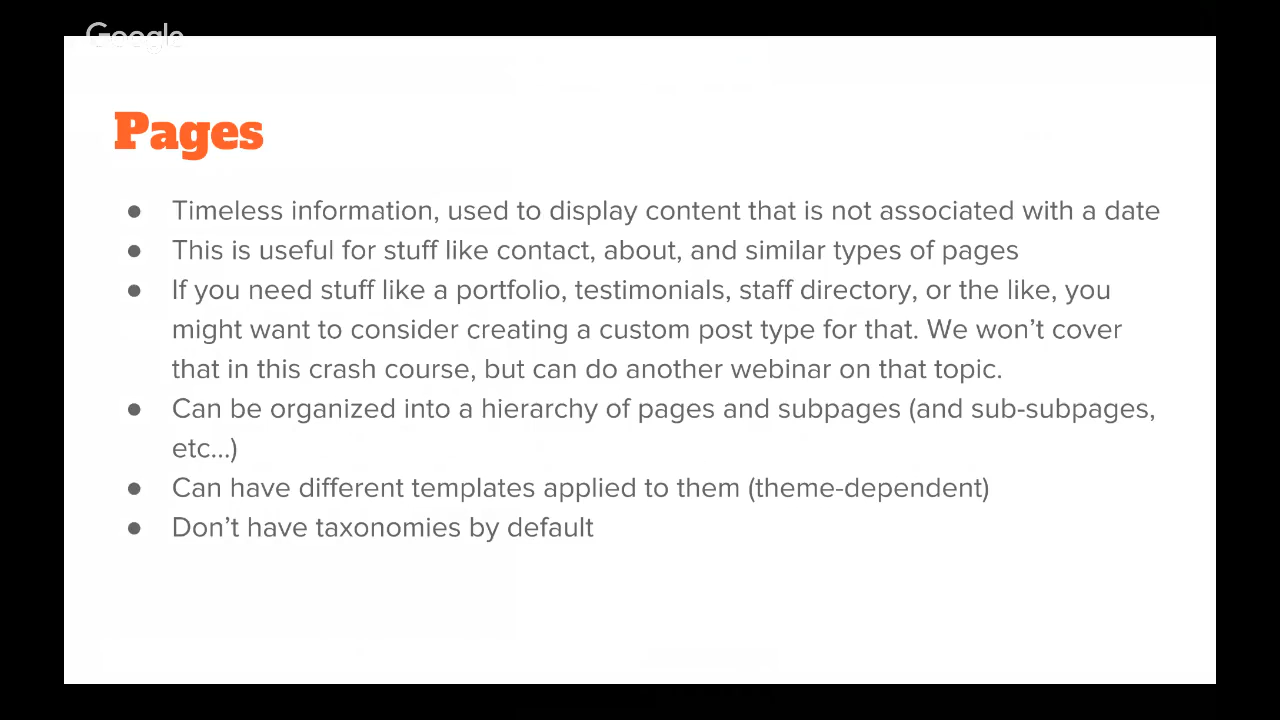 Google
Pages
● Timeless information, used to display content that is not associated with a date
● This is useful for stuff like contact, about, and similar types of pages
● If you need stuff like a portfolio, testimonials, staff directory, or the like, you
might want to consider creating a custom post type for that. We won’t cover
that in this crash course, but can do another webinar on that topic.
● Can be organized into a hierarchy of pages and subpages (and sub-subpages,
etc...)
● Can have different templates applied to them (theme-dependent)
● Don’t have taxonomies by default